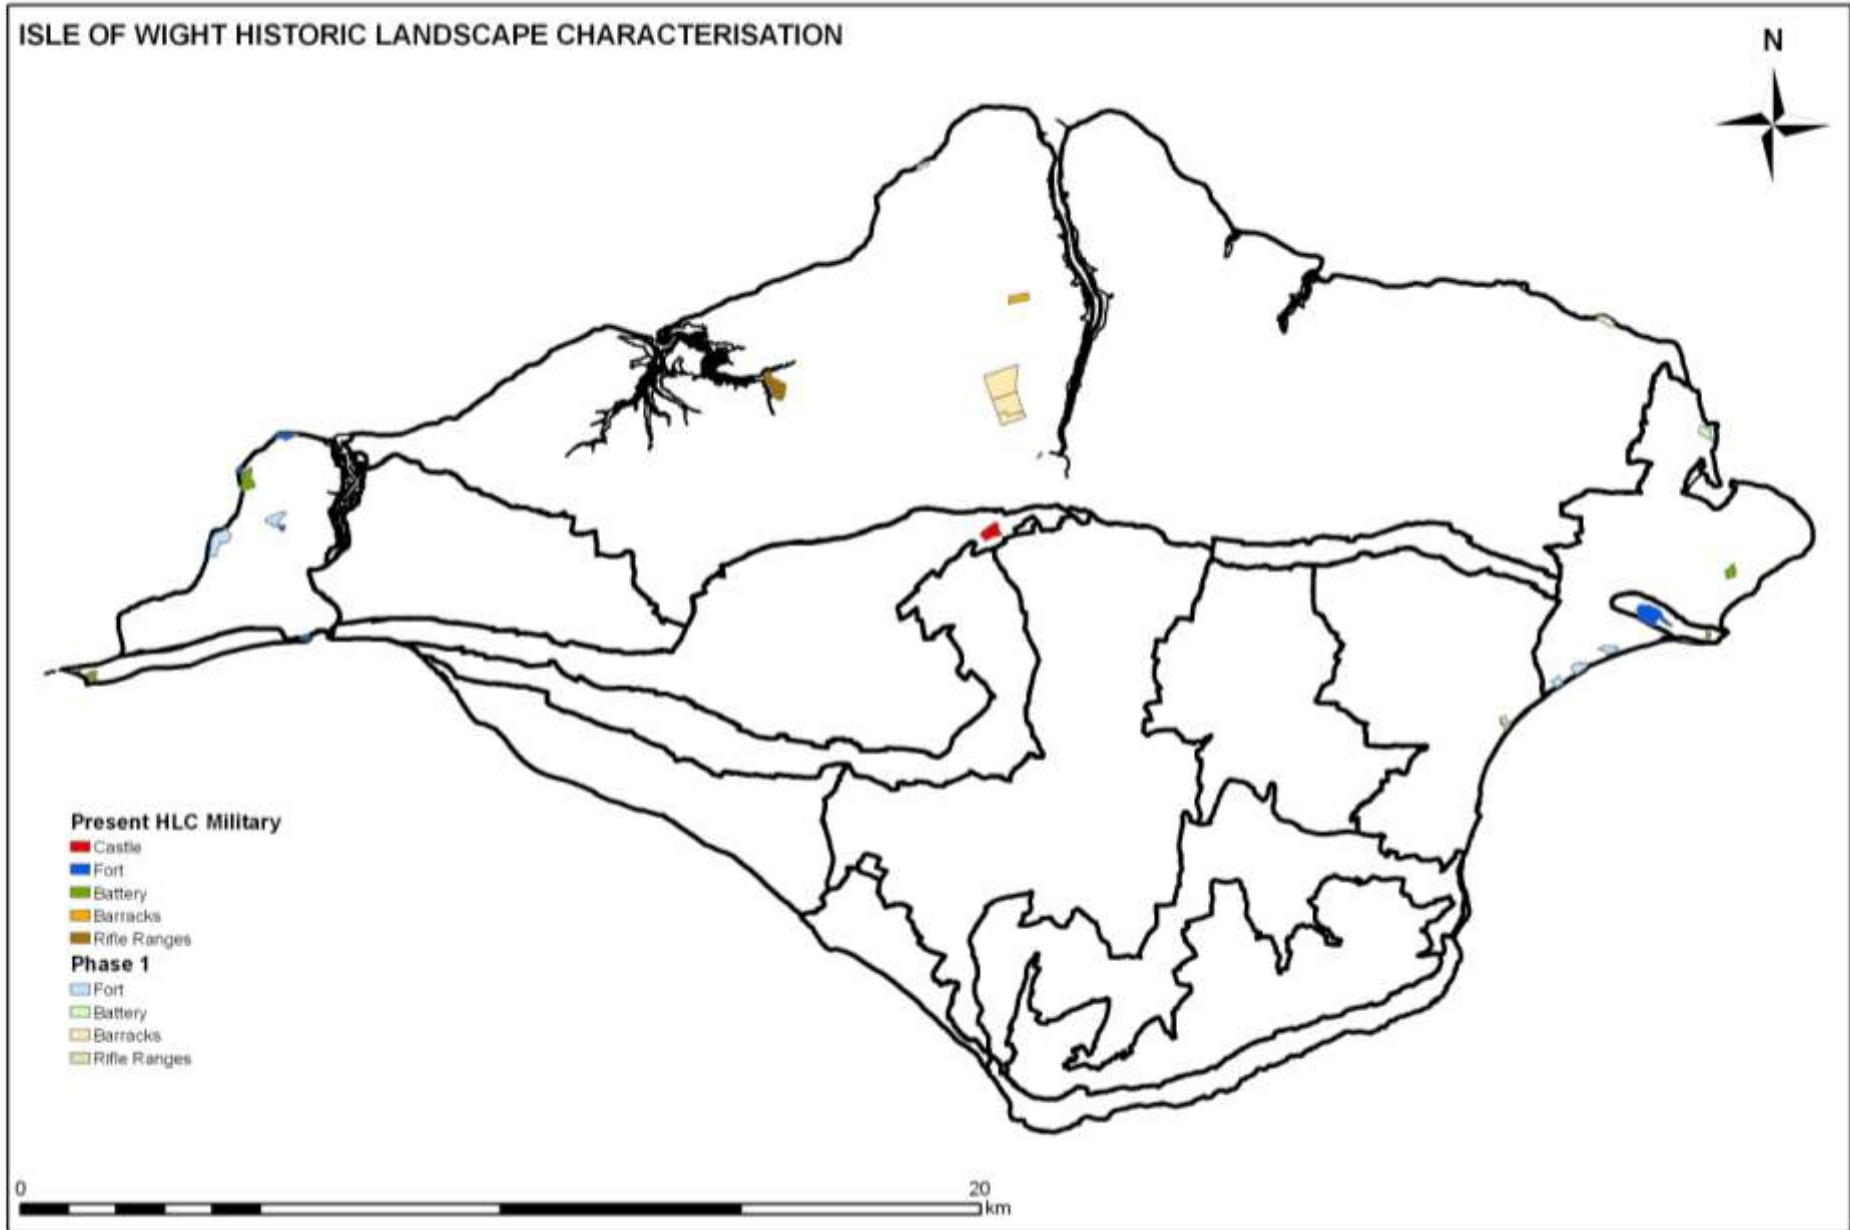 ISLE OF WIGHT HISTORIC LANDSCAPE CHARACTERISATION
N
Present HLC Military
Castle
Fort
Battery
Barracks
Rifle Ranges
Phase 1
Fort
Battery
Barracks
Rifle Ranges
0 20
km